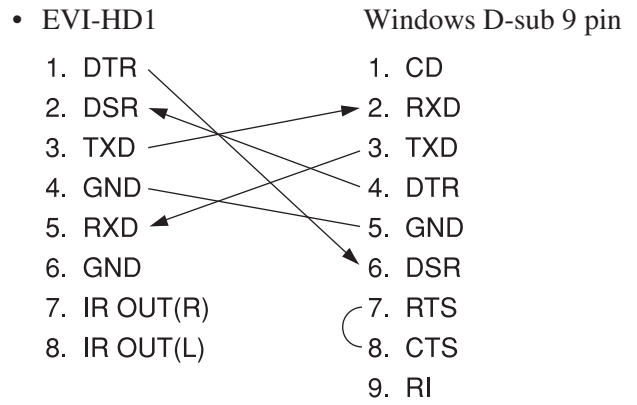 • EVI-HD1
1. DTR
2. DSR
3. TXD
4. GND
5. RXD
6. GND
7. IR OUT(R)
8. IR OUT(L)
Windows D-sub 9 pin
1. CD
2. RXD
3. TXD
4. DTR
5. GND
6. DSR
7. RTS
8. CTS
9. RI